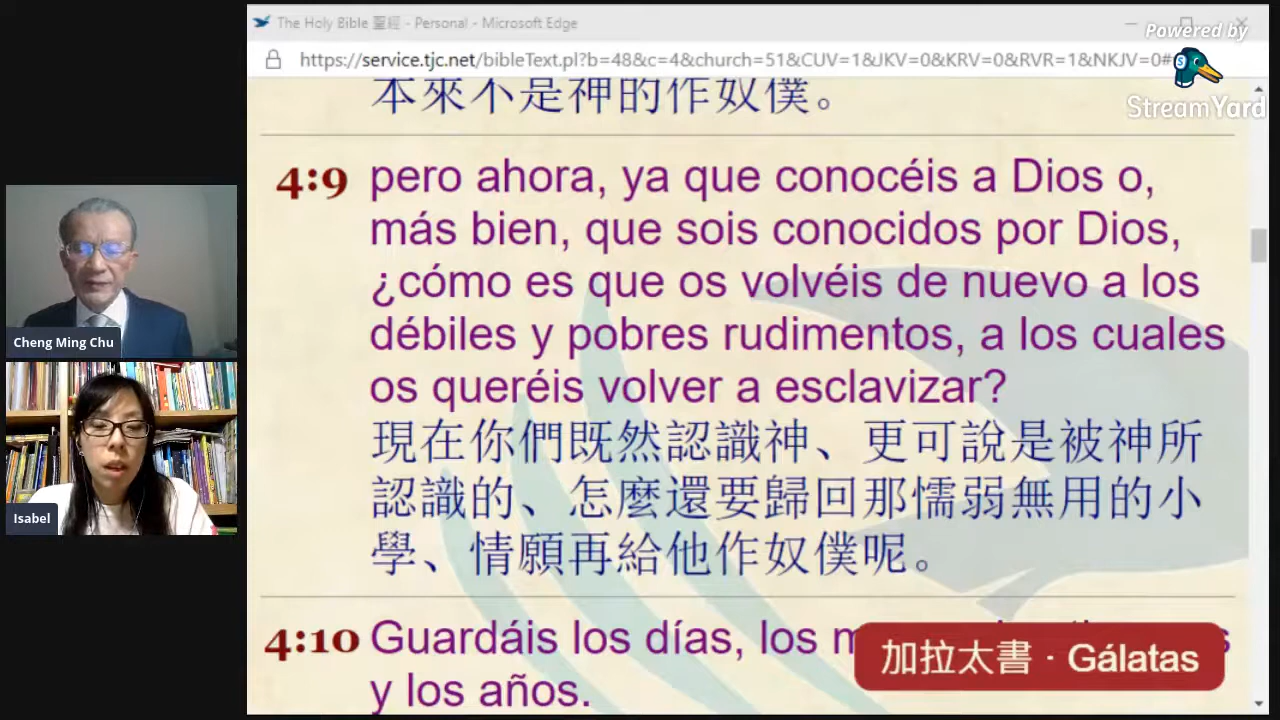 The Holy Bible 聖經 - Personal - Microsoft Edge
Powered by
https://service.tjc.net/bibleText.pl?b=48&c=4&church=51&CUV=1&JKV=0&KRV=0&RVR=1&NKJV=0#
StreamYard
本來不是神的作奴僕。
4:9 pero ahora, ya que conocéis a Dios o,
más bien, que sois conocidos por Dios,
¿cómo es que os volvéis de nuevo a los
débiles y pobres rudimentos, a los cuales
os queréis volver a esclavizar?
現在你們既然認識神、更可說是被神所
認識的、怎麼還要歸回那懦弱無用的小
學、情願再給他作奴僕呢。
4:10 Guardáis los días, los
y los años.
加拉太書 · Gálatas
Cheng Ming Chu
Isabel